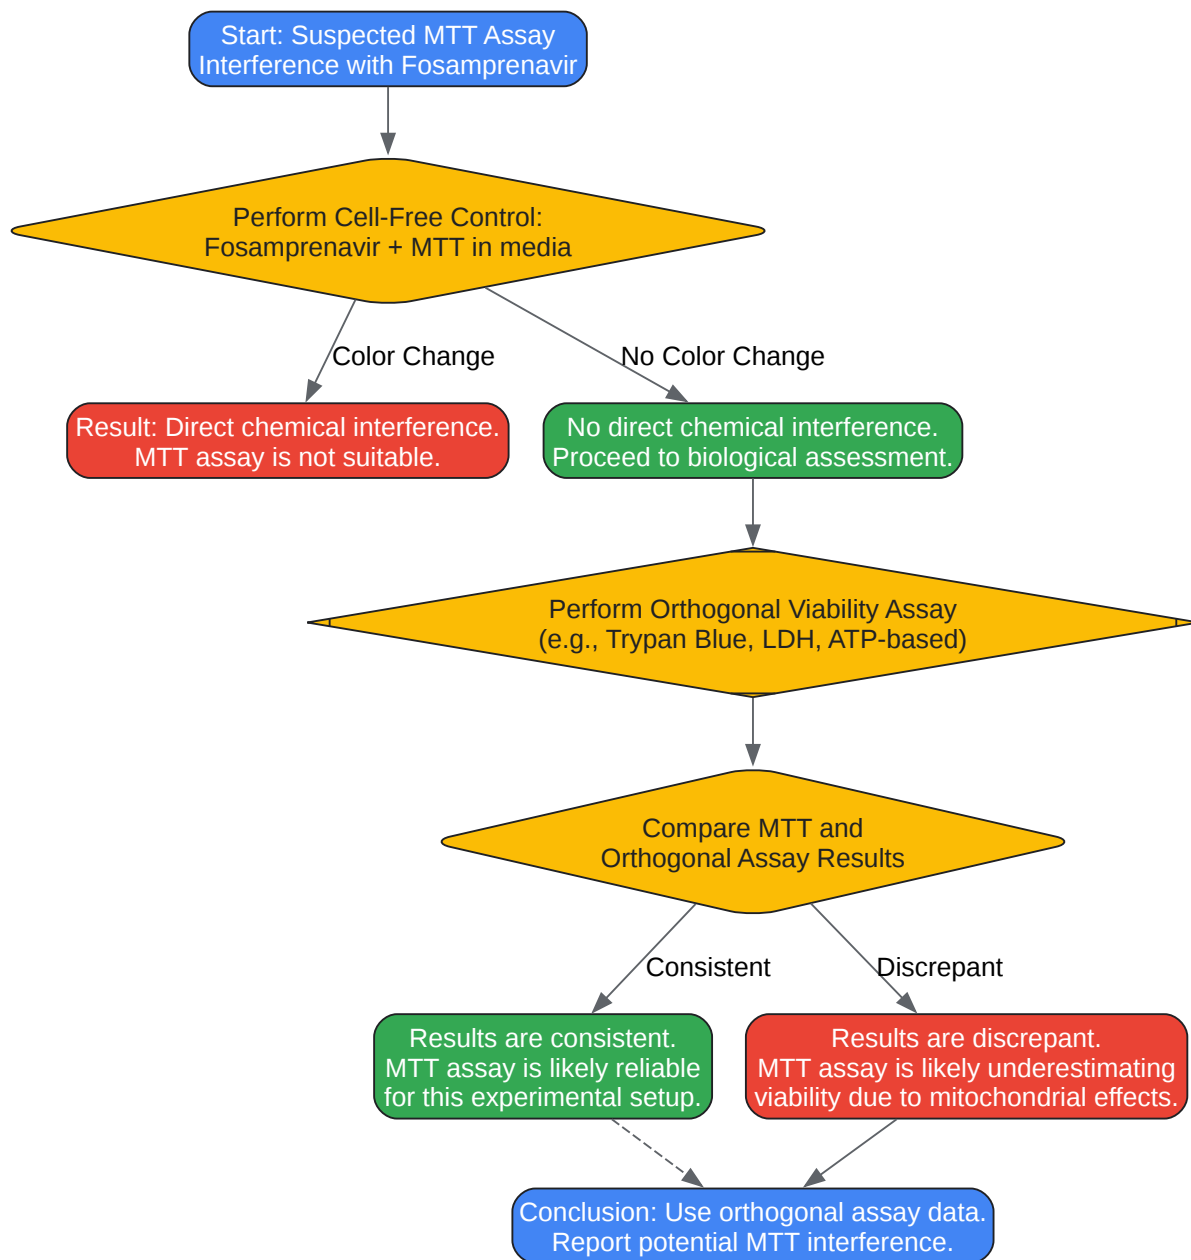 Start: Suspected MTT Assay
Interference with Fosamprenavir
Perform Cell-Free Control:
Fosamprenavir + MTT in media
Color Change
No Color Change
Result: Direct chemical interference.
MTT assay is not suitable.
No direct chemical interference.
Proceed to biological assessment.
Perform Orthogonal Viability Assay
(e.g., Trypan Blue, LDH, ATP-based)
Compare MTT and
Orthogonal Assay Results
Consistent
Discrepant
Results are consistent.
MTT assay is likely reliable
for this experimental setup.
Results are discrepant.
MTT assay is likely underestimating
viability due to mitochondrial effects.
Conclusion: Use orthogonal assay data.
Report potential MTT interference.